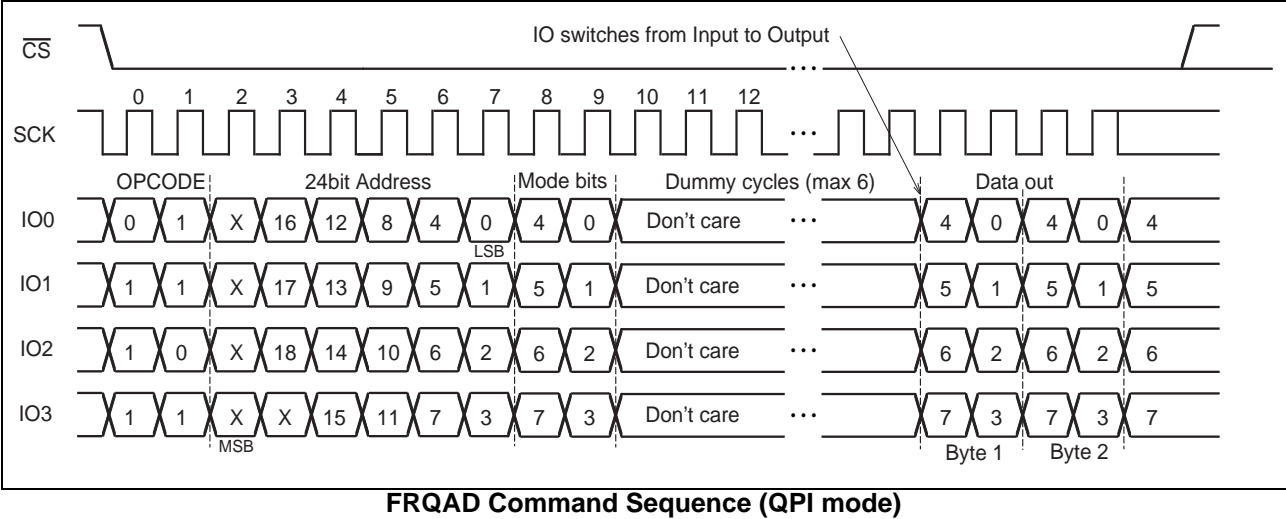 IO switches from Input to Output
CS
0 1 2 3 4 5 6 7 8 9 10 11 12
SCK
OPCODE 24bit Address Mode bits Dummy cycles (max 6) Data out
IO0 0 1 X 16 12 8 4 0 4 0 Don't care 4 0 4 0 4
LSB
IO1 1 1 X 17 13 9 5 1 5 1 Don't care 5 1 5 1 5
IO2 1 0 X 18 14 10 6 2 6 2 Don't care 6 2 6 2 6
IO3 1 1 X X 15 11 7 3 7 3 Don't care 7 3 7 3 7
MSB
Byte 1 Byte 2
FRQAD Command Sequence (QPI mode)